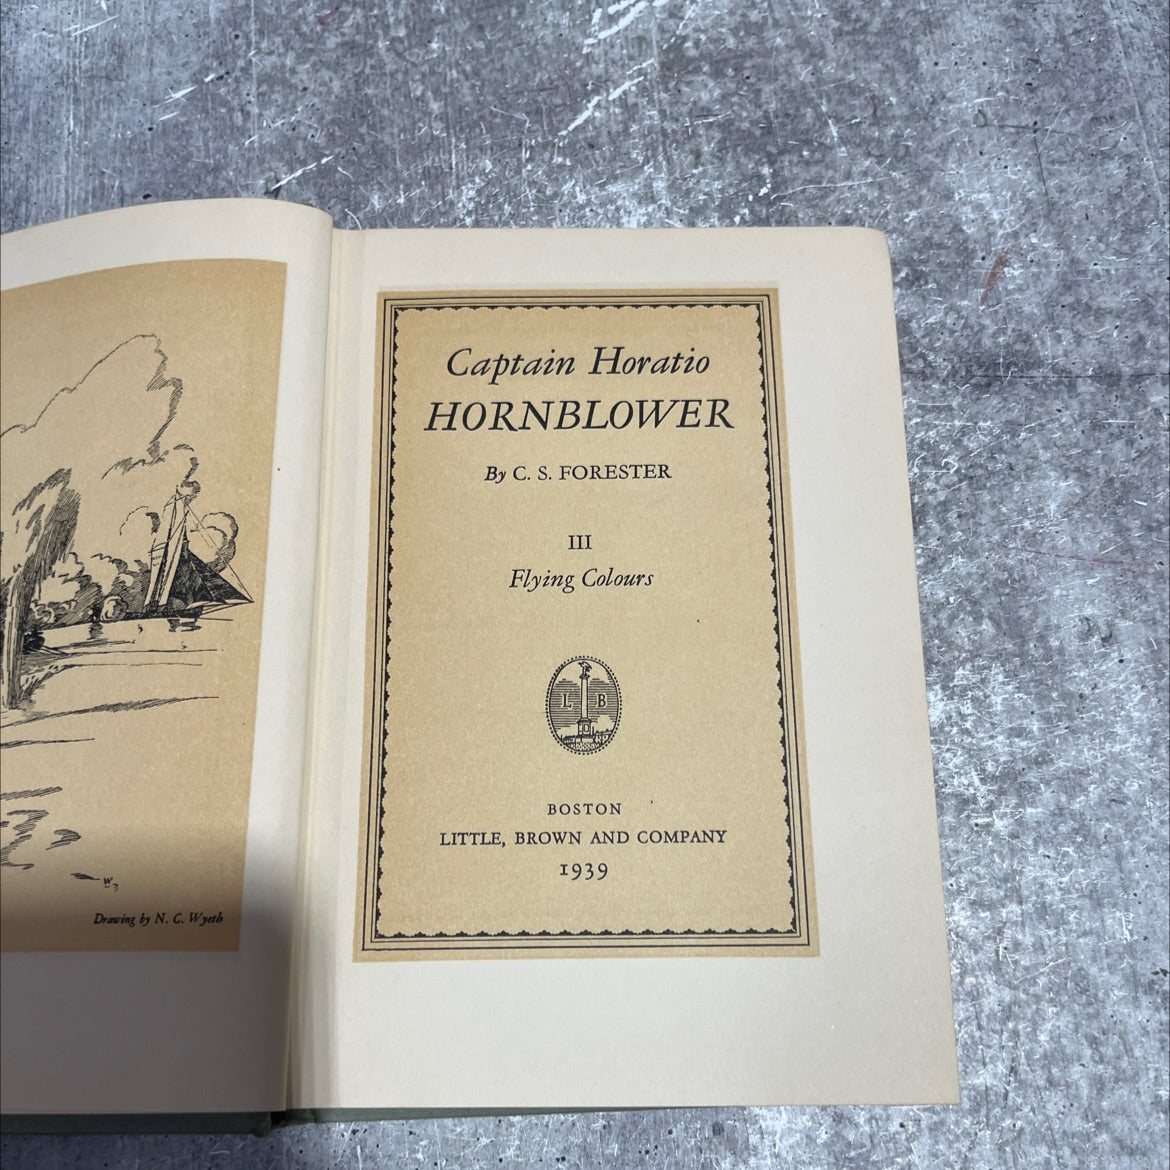 W
Drawing by N. C. Wyeth
Captain Horatio
HORNBLOWER
By C. S. FORESTER
III
Flying Colours
L B
BOSTON
LITTLE, BROWN AND COMPANY
1939